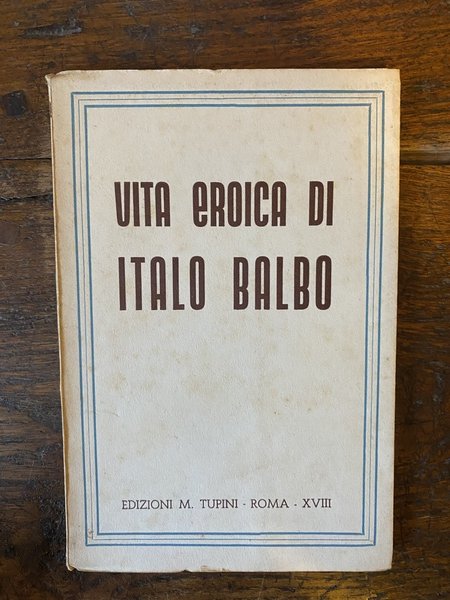 VITA EROICA DI
ITALO BALBO
EDIZIONI M. TUPINI - ROMA - XVIII